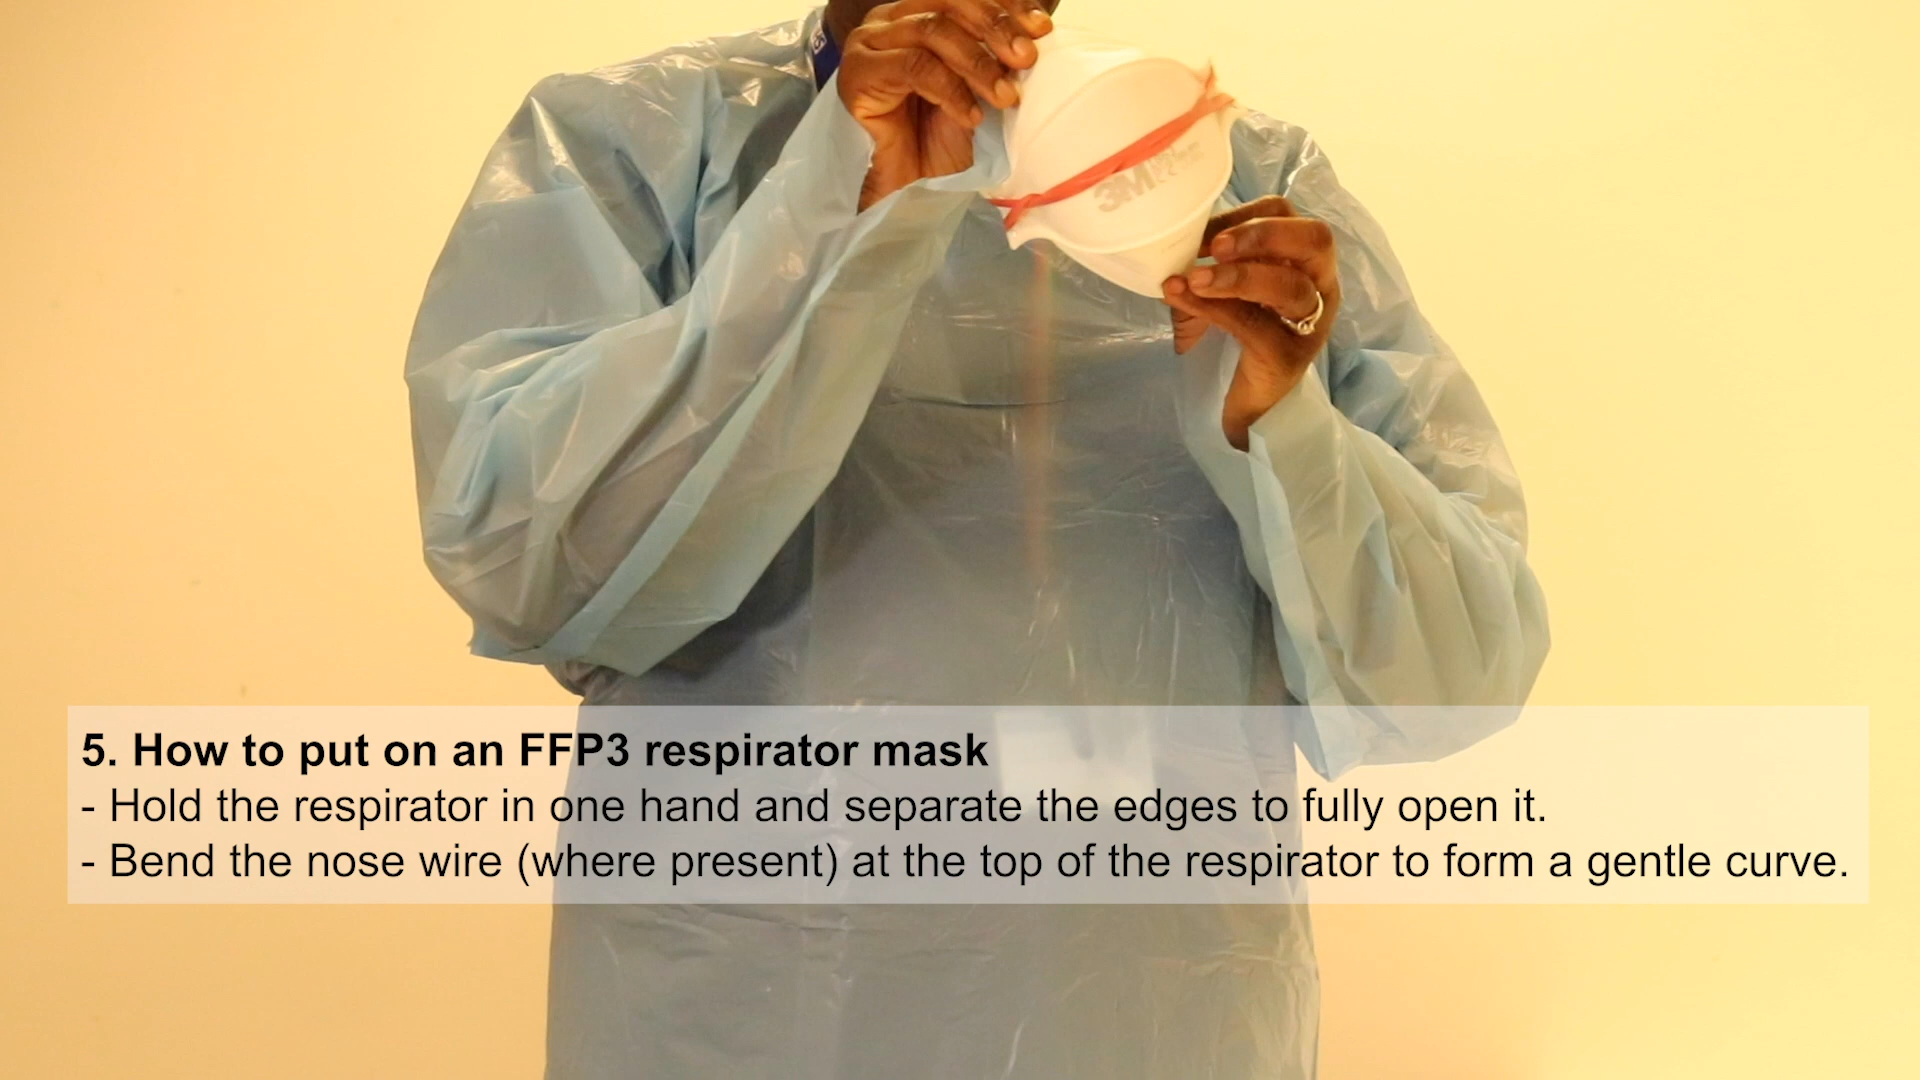 3M
5. How to put on an FFP3 respirator mask
- Hold the respirator in one hand and separate the edges to fully open it.
- Bend the nose wire (where present) at the top of the respirator to form a gentle curve.